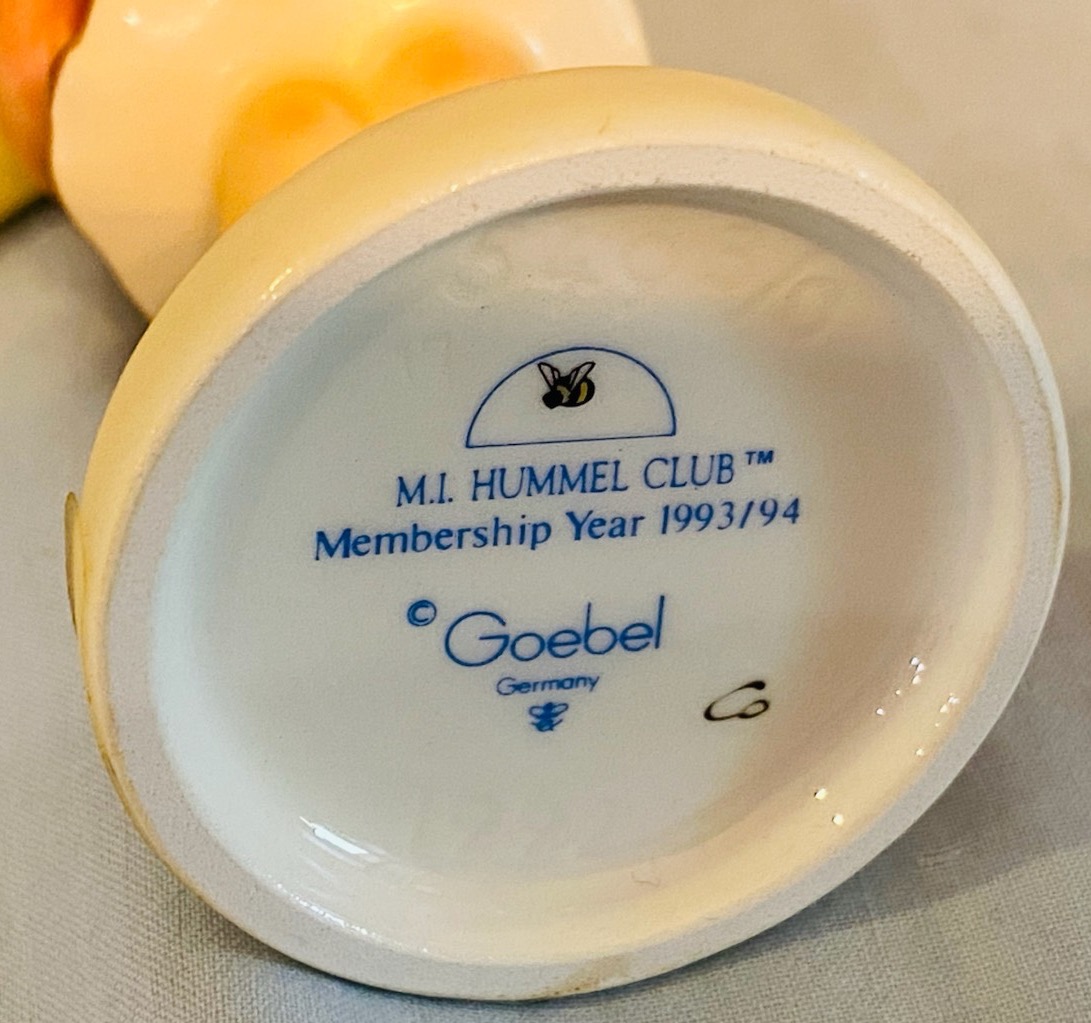 M.I. HUMMEL CLUB™
Membership Year 1993/94
© Goebel
Germany